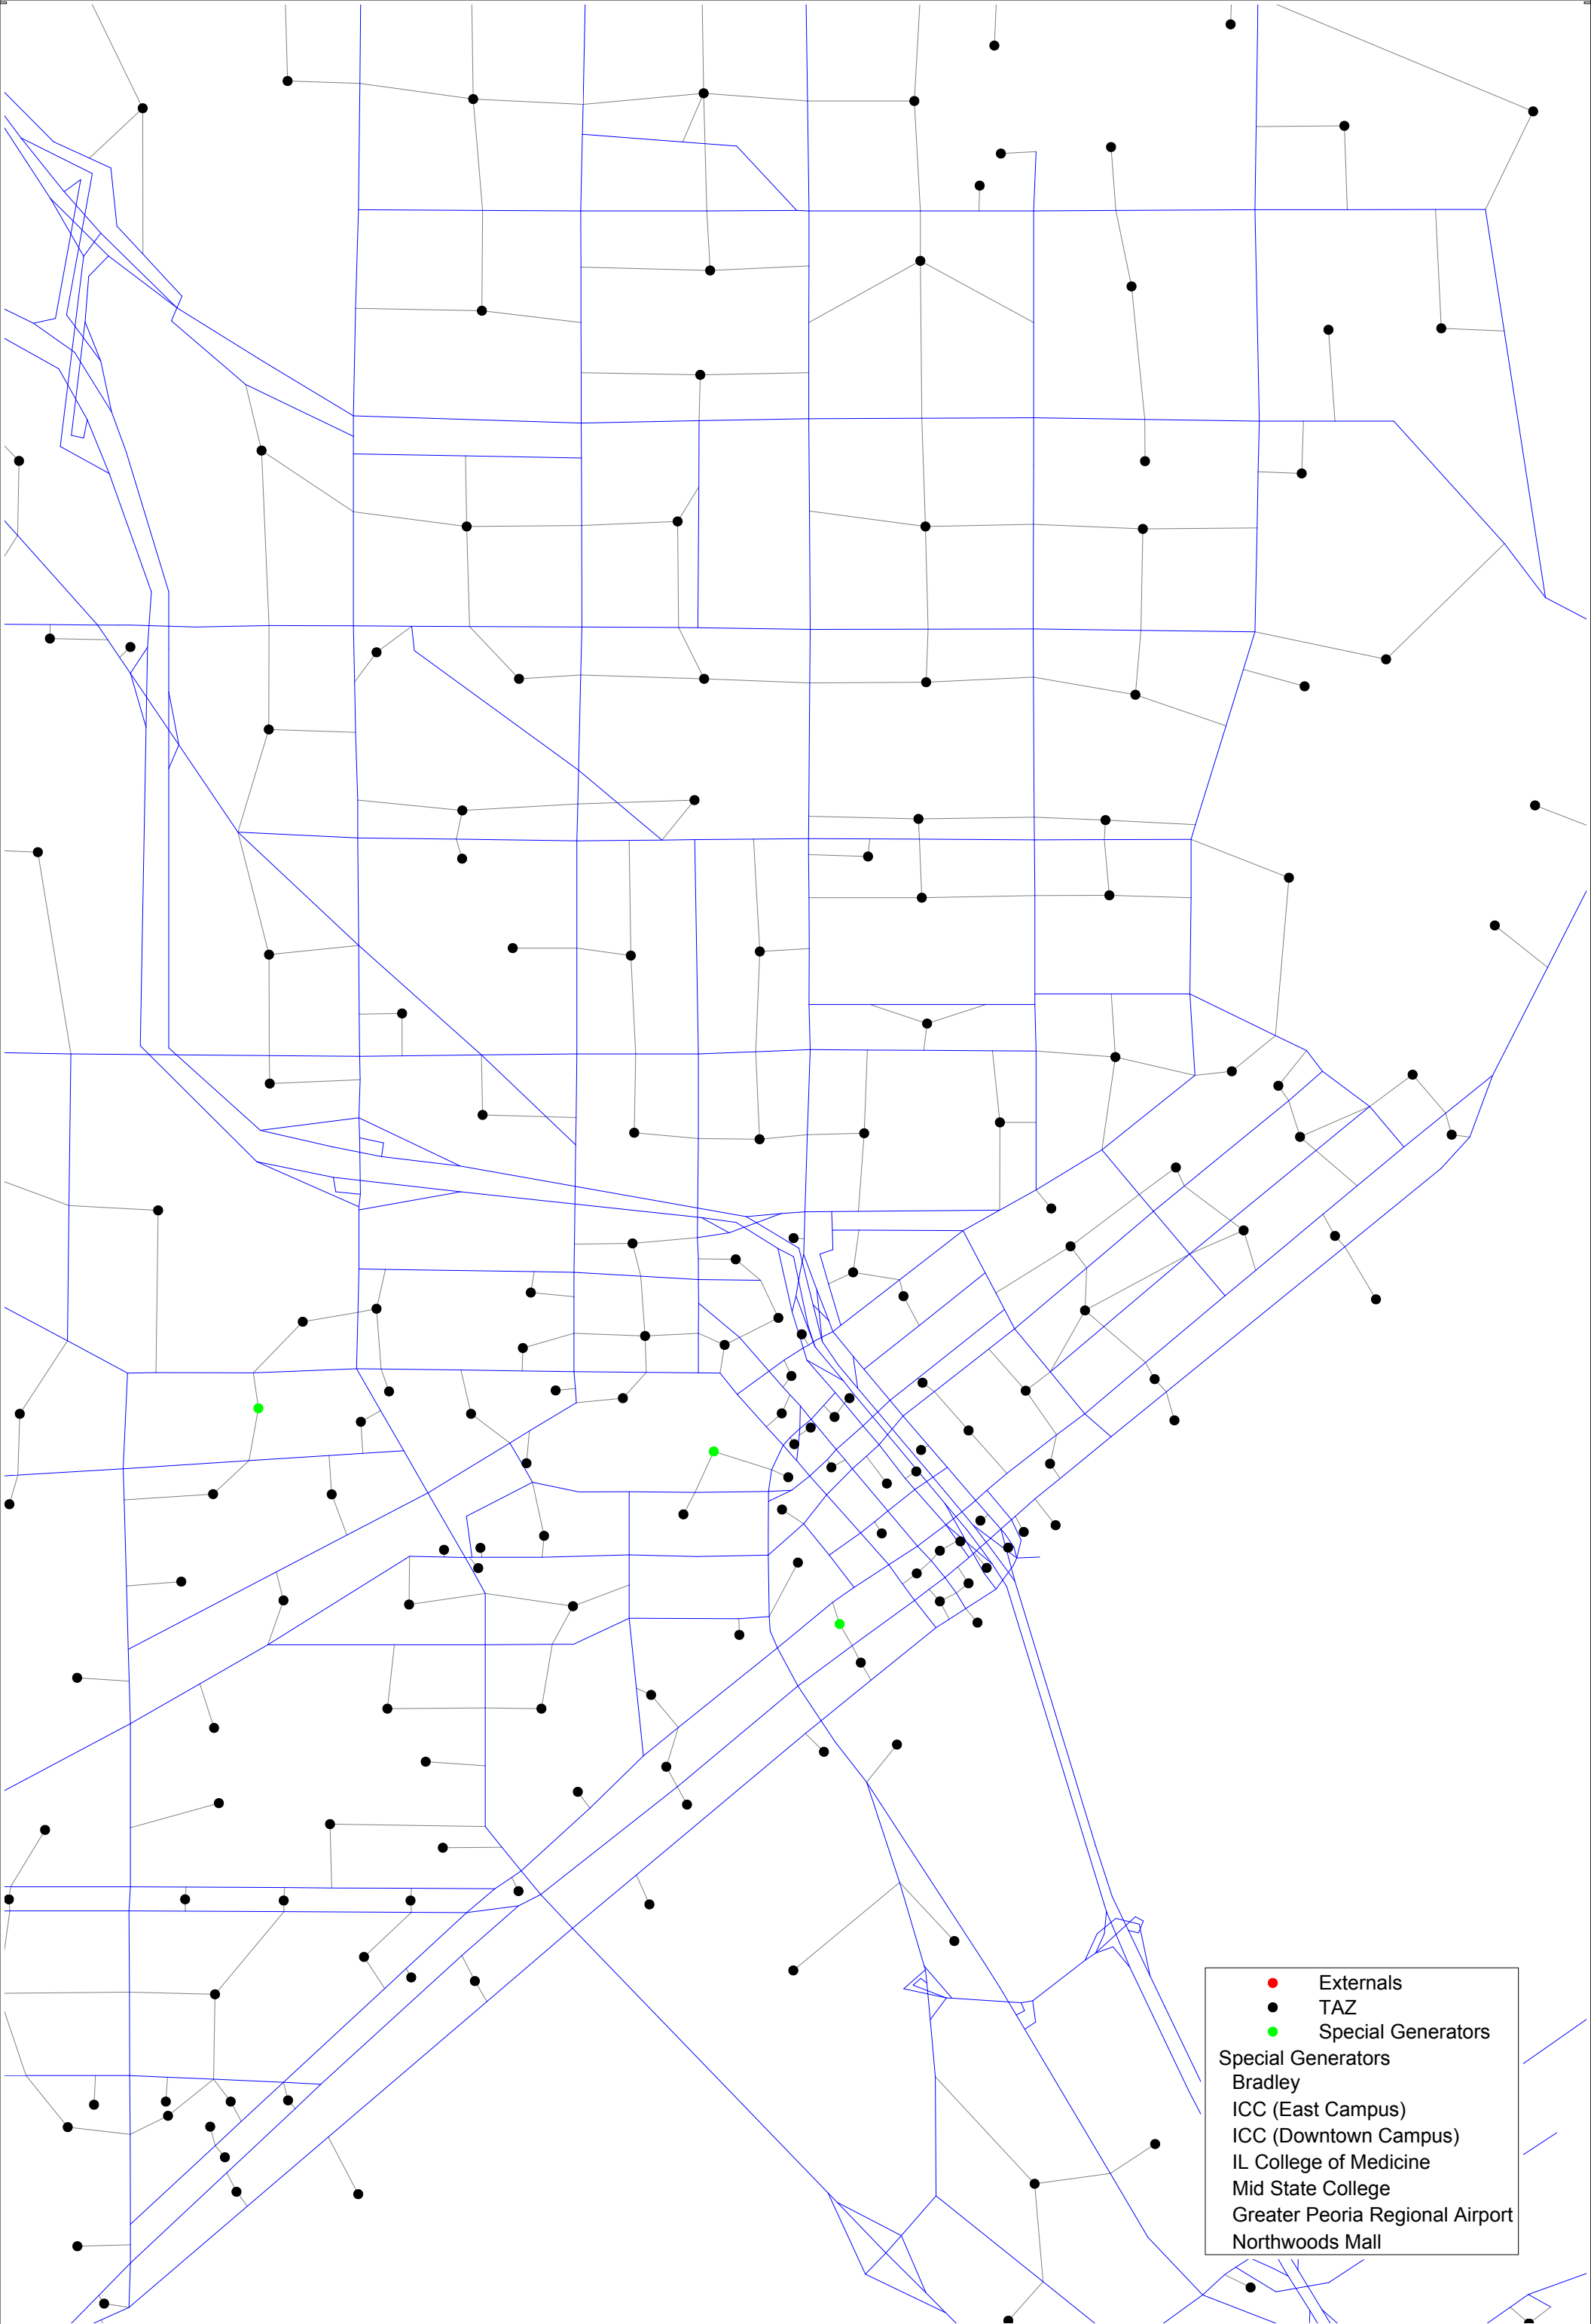 Externals
TAZ
Special Generators
Special Generators
Bradley
ICC (East Campus)
ICC (Downtown Campus)
IL College of Medicine
Mid State College
Greater Peoria Regional Airport
Northwoods Mall